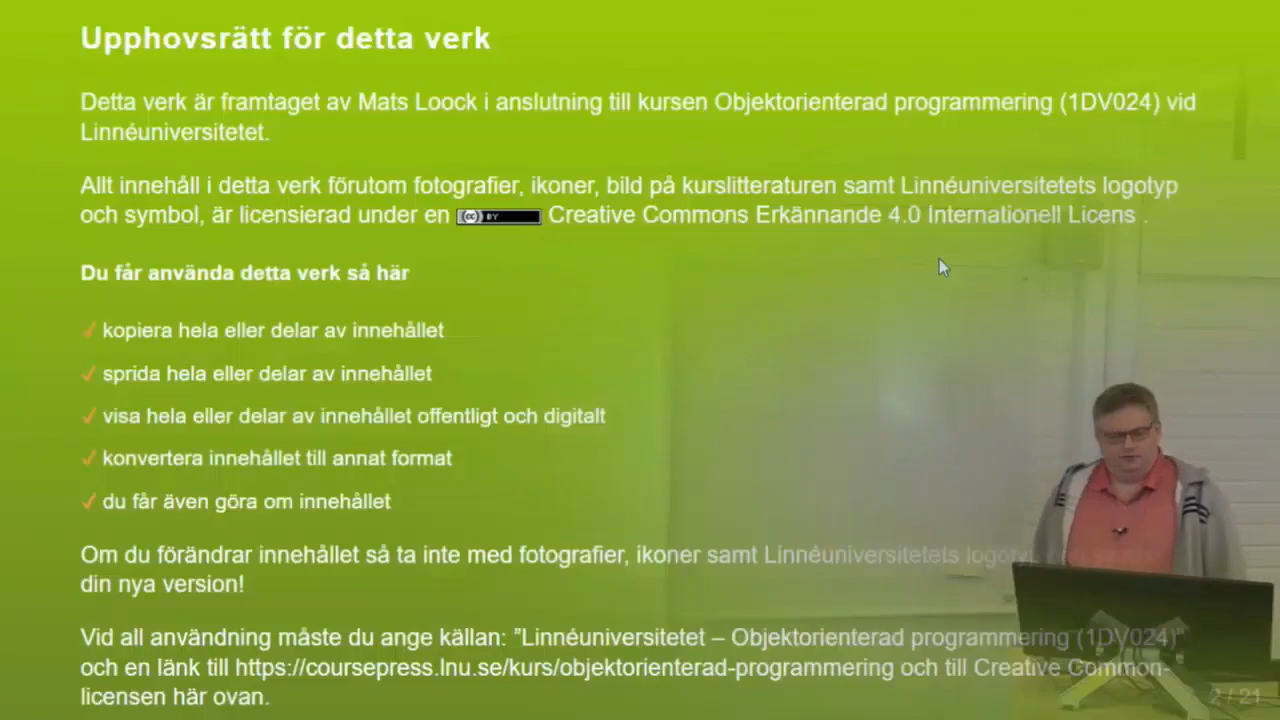 Upphovsrätt för detta verk
Detta verk är framtaget av Mats Loock i anslutning till kursen Objektorienterad programmering (1DV024) vid
Linnéuniversitetet.
Allt innehåll i detta verk förutom fotografier, ikoner, bild på kurslitteraturen samt Linnéuniversitetets logotyp
och symbol, är licensierad under en (cc) BY Creative Commons Erkännande 4.0 Internationell Licens .
Du får använda detta verk så här
✓ kopiera hela eller delar av innehållet
✓ sprida hela eller delar av innehållet
✓ visa hela eller delar av innehållet offentligt och digitalt
✓ konvertera innehållet till annat format
✓ du får även göra om innehållet
Om du förändrar innehållet så ta inte med fotografier, ikoner samt Linnéuniversitetets logotyp
din nya version!
Vid all användning måste du ange källan: ”Linnéuniversitetet – Objektorienterad programmering (1DV024)”
och en länk till https://coursepress.lnu.se/kurs/objektorienterad-programmering och till Creative Common-
licensen här ovan.
2 / 21